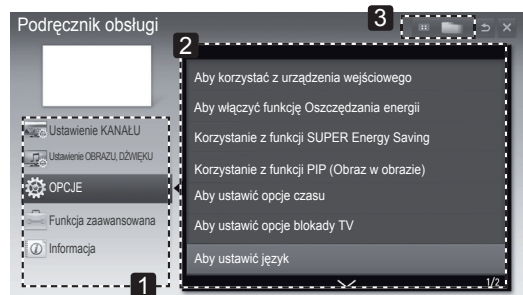 Podręcznik obsługi
3
2
Ustawienie KANAŁU
Ustawienie OBRAZU, DŹWIĘKU
OPCJE
Funkcja zaawansowana
Informacja
1
Aby korzystać z urządzenia wejściowego
Aby włączyć funkcję Oszczędzania energii
Korzystanie z funkcji SUPER Energy Saving
Korzystanie z funkcji PIP (Obraz w obrazie)
Aby ustawić opcje czasu
Aby ustawić opcje blokady TV
Aby ustawić język
1/2